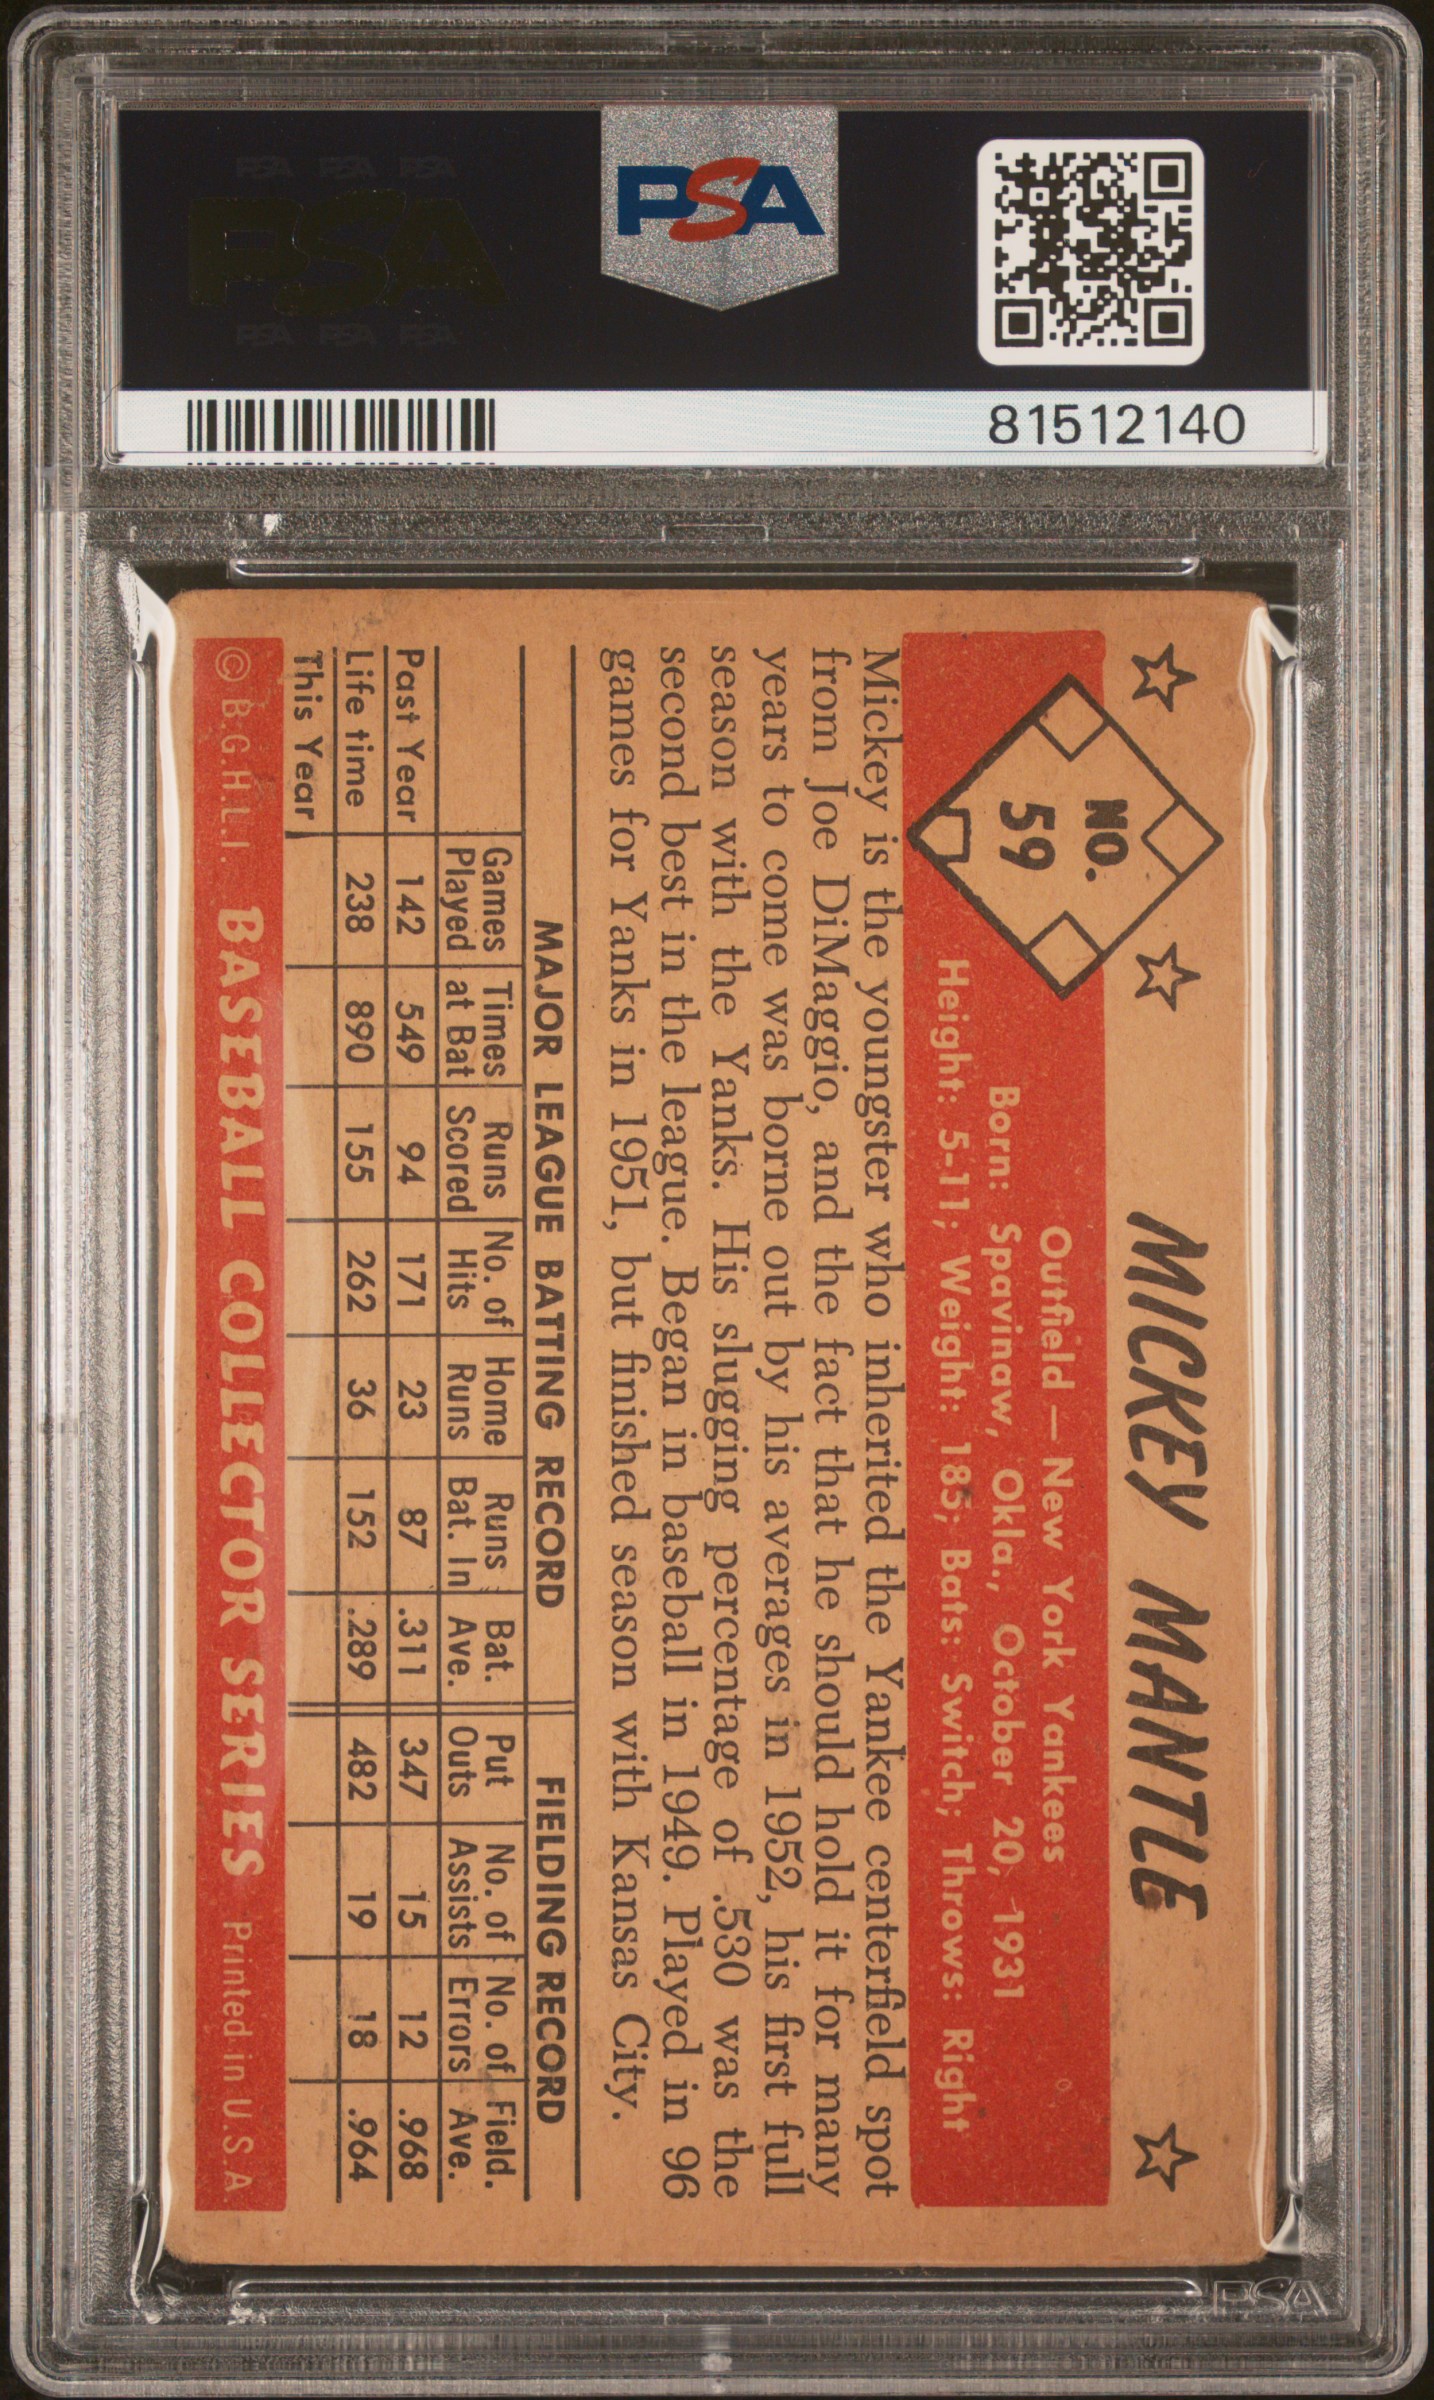 PSA PSA PSA
PSA
PSA PSA PSA
PSA
81512140
MICKEY MANTLE
NO.
59
Outfield — New York Yankees
Born: Spavinaw, Okla., October 20, 1931
Height: 5-11; Weight: 185; Bats: Switch; Throws: Right
Mickey is the youngster who inherited the Yankee centerfield spot
from Joe DiMaggio, and the fact that he should hold it for many
years to come was borne out by his averages in 1952, his first full
season with the Yanks. His slugging percentage of .530 was the
second best in the league. Began in baseball in 1949. Played in 96
games for Yanks in 1951, but finished season with Kansas City.
MAJOR LEAGUE BATTING RECORD FIELDING RECORD
Games Times Runs No. of Home Runs Bat. Put No. of No. of Field.
Played at Bat Scored Hits Runs Bat. In Ave. Outs Assists Errors Ave.
Past Year 142 549 94 171 23 87 .311 347 15 12 .968
Life time 238 890 155 262 36 152 .289 482 19 18 .964
This Year
© B.G.H.L.I. BASEBALL COLLECTOR SERIES Printed in U.S.A.
PSA